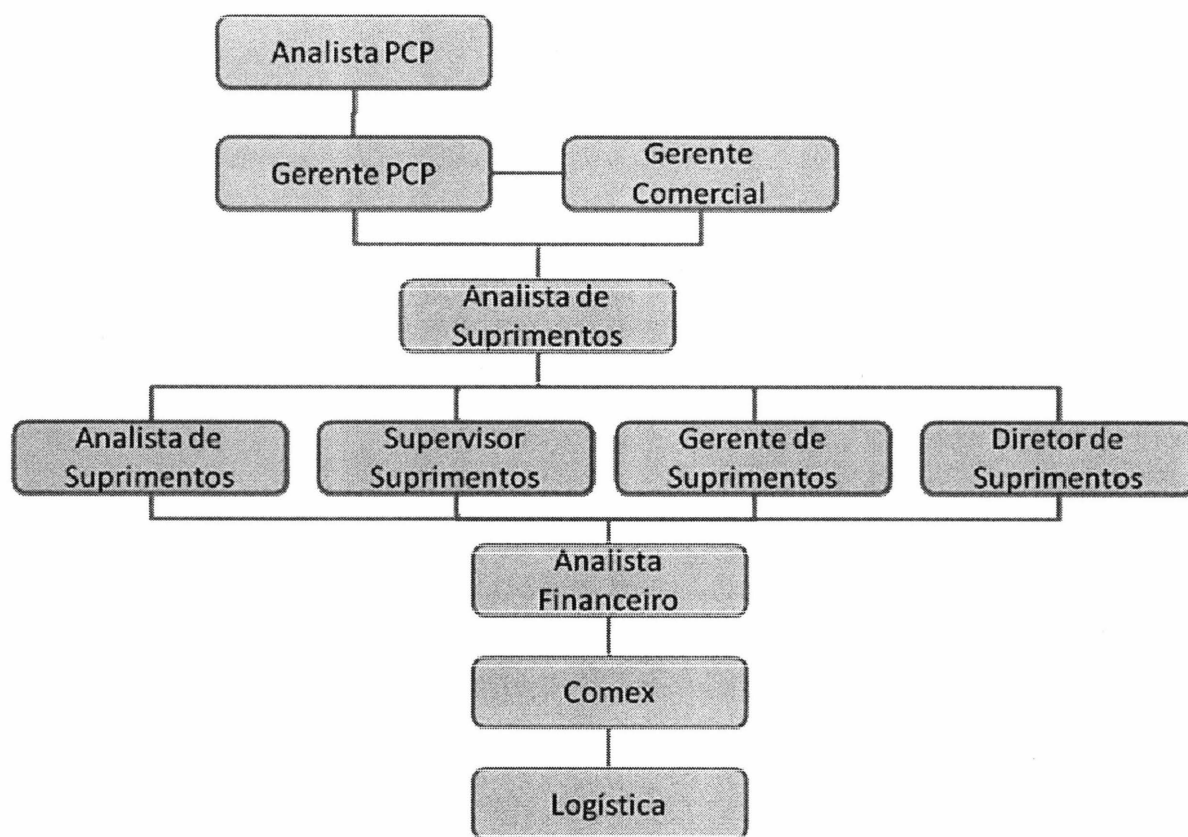 Analista PCP
Gerente PCP
Gerente
Comercial
Analista de
Suprimentos
Analista de
Suprimentos
Supervisor
Suprimentos
Gerente de
Suprimentos
Diretor de
Suprimentos
Analista
Financeiro
Comex
Logística